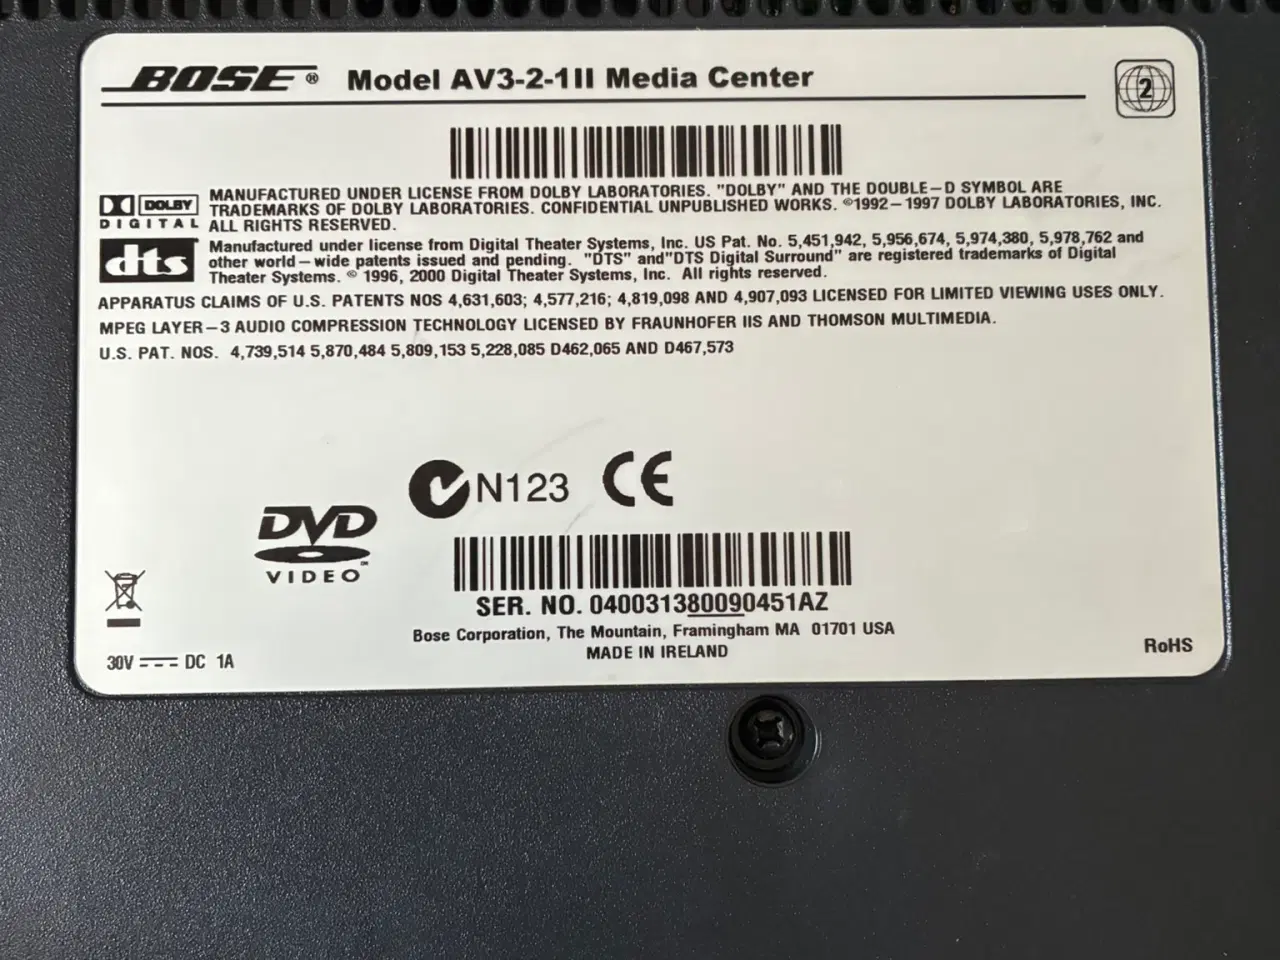 BOSE® Model AV3-2-1II Media Center
2
DOLBY
DIGITAL
MANUFACTURED UNDER LICENSE FROM DOLBY LABORATORIES. "DOLBY" AND THE DOUBLE-D SYMBOL ARE
TRADEMARKS OF DOLBY LABORATORIES. CONFIDENTIAL UNPUBLISHED WORKS. ©1992-1997 DOLBY LABORATORIES, INC.
ALL RIGHTS RESERVED.
dts
Manufactured under license from Digital Theater Systems, Inc. US Pat. No. 5,451,942, 5,956,674, 5,974,380, 5,978,762 and
other world-wide patents issued and pending. "DTS" and"DTS Digital Surround" are registered trademarks of Digital
Theater Systems. © 1996, 2000 Digital Theater Systems, Inc. All rights reserved.
APPARATUS CLAIMS OF U.S. PATENTS NOS 4,631,603; 4,577,216; 4,819,098 AND 4,907,093 LICENSED FOR LIMITED VIEWING USES ONLY.
MPEG LAYER-3 AUDIO COMPRESSION TECHNOLOGY LICENSED BY FRAUNHOFER IIS AND THOMSON MULTIMEDIA.
U.S. PAT. NOS. 4,739,514 5,870,484 5,809,153 5,228,085 D462,065 AND D467,573
N123 CE
DVD
VIDEO
SER. NO. 040031380090451AZ
Bose Corporation, The Mountain, Framingham MA 01701 USA
MADE IN IRELAND
30V DC 1A
RoHS